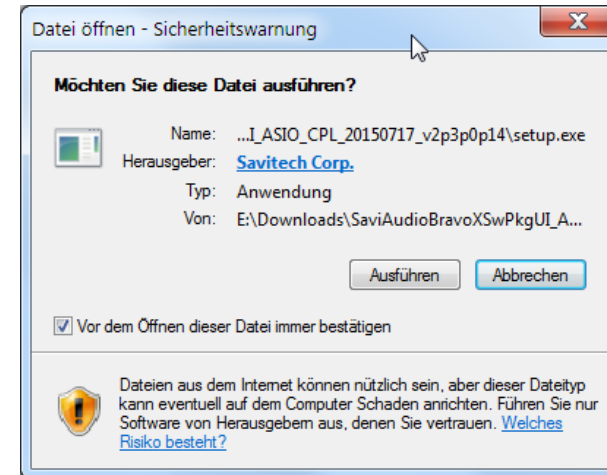 Datei öffnen - Sicherheitswarnung
Möchten Sie diese Datei ausführen?
Name: ...I_ASIO_CPL_20150717_v2p3p0p14\setup.exe
Herausgeber: Savitech Corp.
Typ: Anwendung
Von: E:\Downloads\SaviAudioBravoXSwPkgUI_A...
Ausführen Abbrechen
Vor dem Öffnen dieser Datei immer bestätigen
Dateien aus dem Internet können nützlich sein, aber dieser Dateityp
kann eventuell auf dem Computer Schaden anrichten. Führen Sie nur
Software von Herausgebern aus, denen Sie vertrauen. Welches
Risiko besteht?